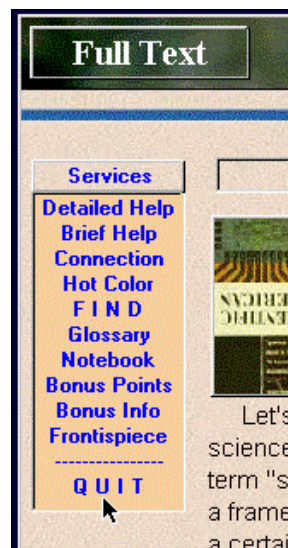 Full Text
Services
Detailed Help
Brief Help
Connection
Hot Color
F I N D
Glossary
Notebook
Bonus Points
Bonus Info
Frontispiece
----------------
Q U I T
Let's
science
term "s
a frame
a certai